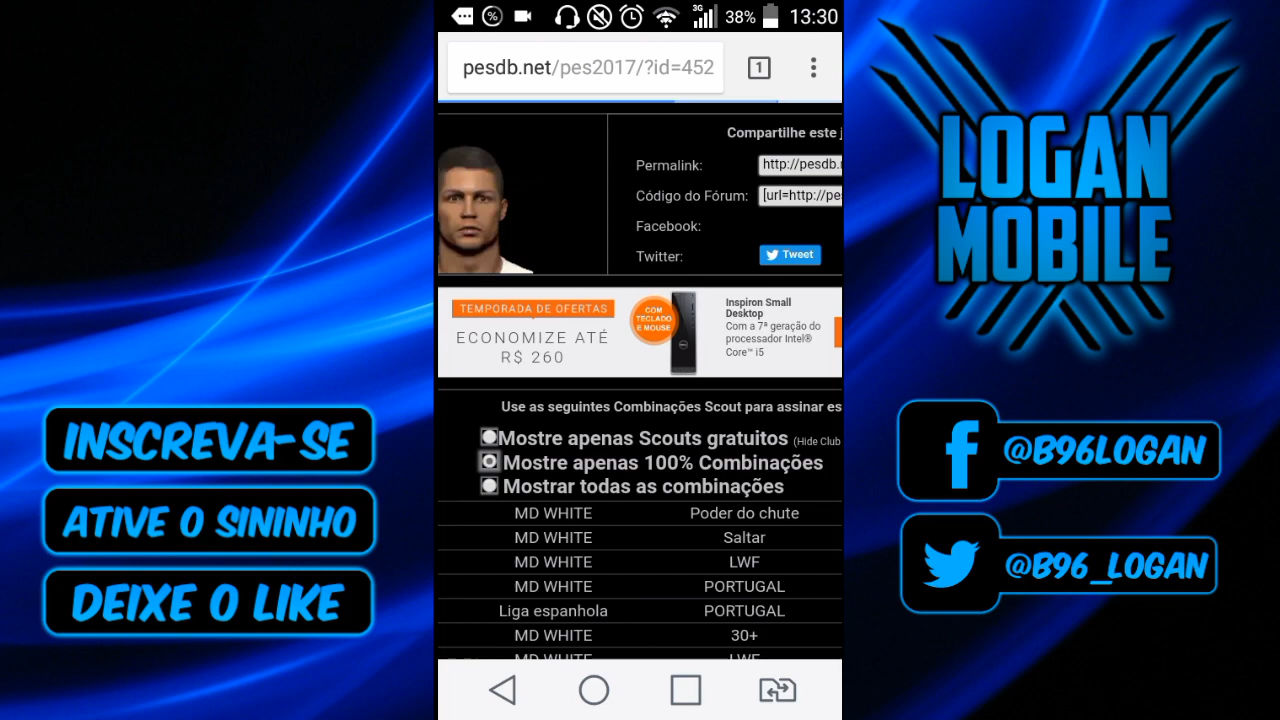 3G 38% 13:30
pesdb.net/pes2017/?id=452
1
Compartilhe este j
Permalink:
http://pesdb.
Código do Fórum:
[url=http://pe
Facebook:
Twitter:
Tweet
TEMPORADA DE OFERTAS
ECONOMIZE ATÉ
R$ 260
COM
TECLADO
E MOUSE
DELL
Inspiron Small
Desktop
Com a 7ª geração do
processador Intel®
Core™ i5
Use as seguintes Combinações Scout para assinar es
Mostre apenas Scouts gratuitos (Hide Club
Mostre apenas 100% Combinações
Mostrar todas as combinações
MD WHITE Poder do chute
MD WHITE Saltar
MD WHITE LWF
MD WHITE PORTUGAL
Liga espanhola PORTUGAL
MD WHITE 30+
MD WHITE LWF
INSCREVA-SE
ATIVE O SININHO
DEIXE O LIKE
LOGAN
MOBILE
@B96LOGAN
@B96_LOGAN